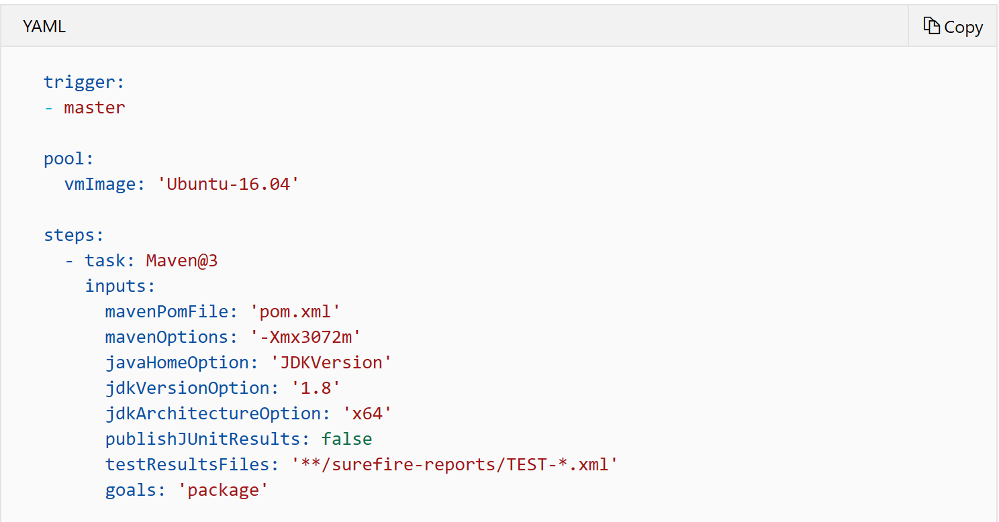 YAML
Copy
trigger:
- master
pool:
  vmImage: 'Ubuntu-16.04'
steps:
  - task: Maven@3
    inputs:
      mavenPomFile: 'pom.xml'
      mavenOptions: '-Xmx3072m'
      javaHomeOption: 'JDKVersion'
      jdkVersionOption: '1.8'
      jdkArchitectureOption: 'x64'
      publishJUnitResults: false
      testResultsFiles: '**/surefire-reports/TEST-*.xml'
      goals: 'package'